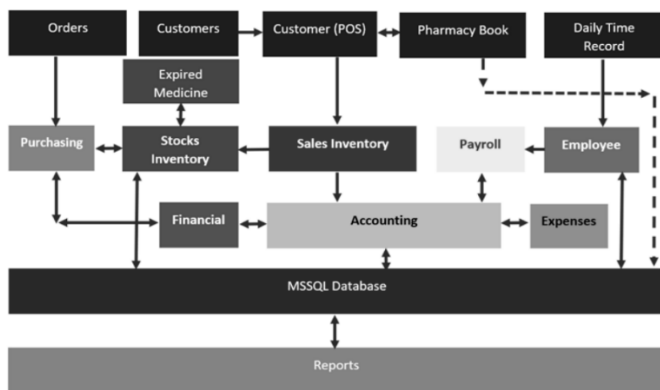 Orders
Customers
Customer (POS)
Pharmacy Book
Daily Time
Record
Expired
Medicine
Purchasing
Stocks
Inventory
Sales Inventory
Payroll
Employee
Financial
Accounting
Expenses
MSSQL Database
Reports